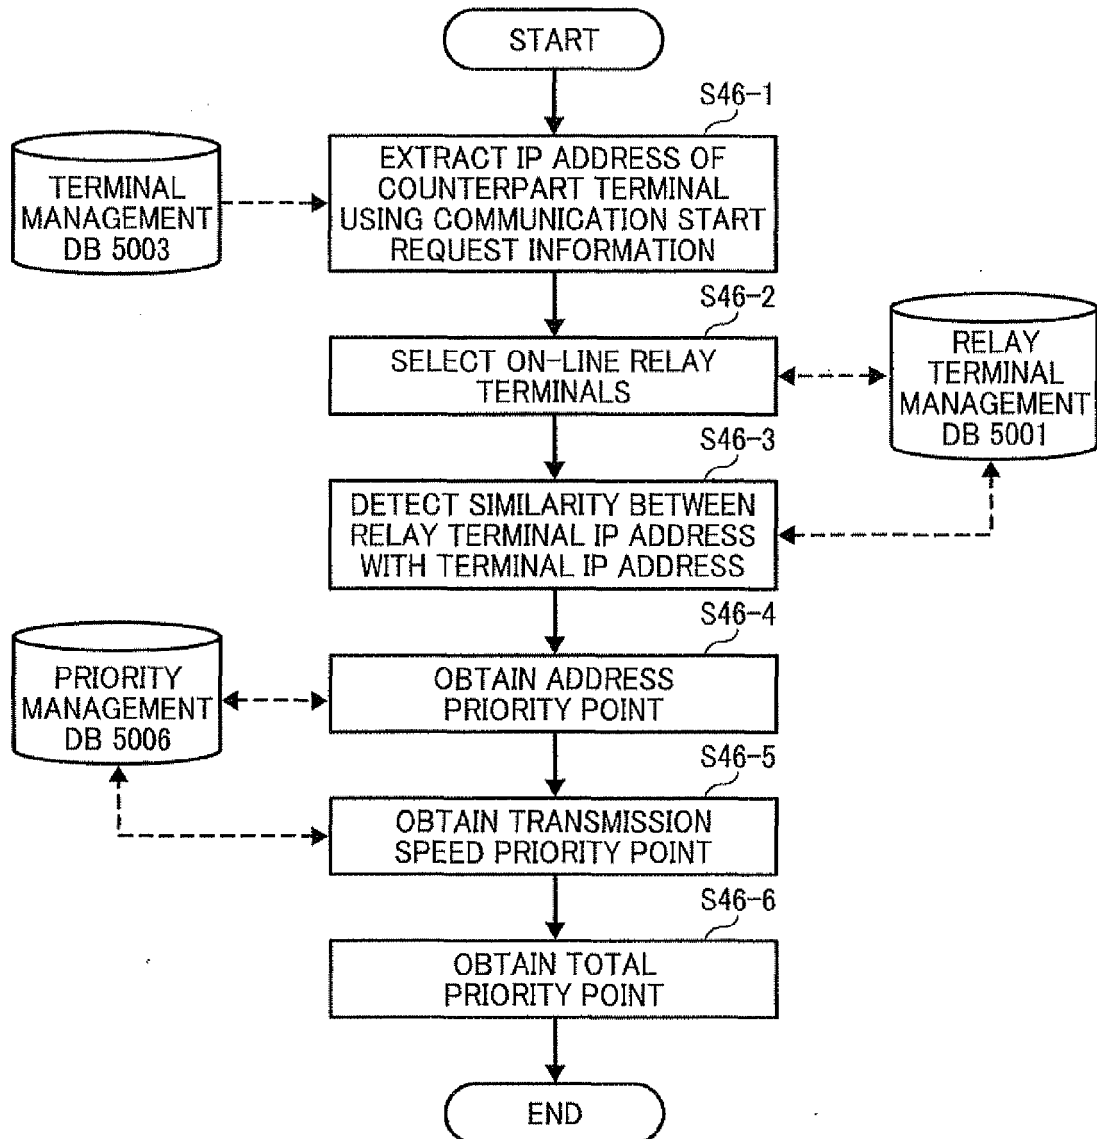 START
S46-1
EXTRACT IP ADDRESS OF
COUNTERPART TERMINAL
USING COMMUNICATION START
REQUEST INFORMATION
TERMINAL
MANAGEMENT
DB 5003
S46-2
SELECT ON-LINE RELAY
TERMINALS
RELAY
TERMINAL
MANAGEMENT
DB 5001
S46-3
DETECT SIMILARITY BETWEEN
RELAY TERMINAL IP ADDRESS
WITH TERMINAL IP ADDRESS
S46-4
OBTAIN ADDRESS
PRIORITY POINT
PRIORITY
MANAGEMENT
DB 5006
S46-5
OBTAIN TRANSMISSION
SPEED PRIORITY POINT
S46-6
OBTAIN TOTAL
PRIORITY POINT
END